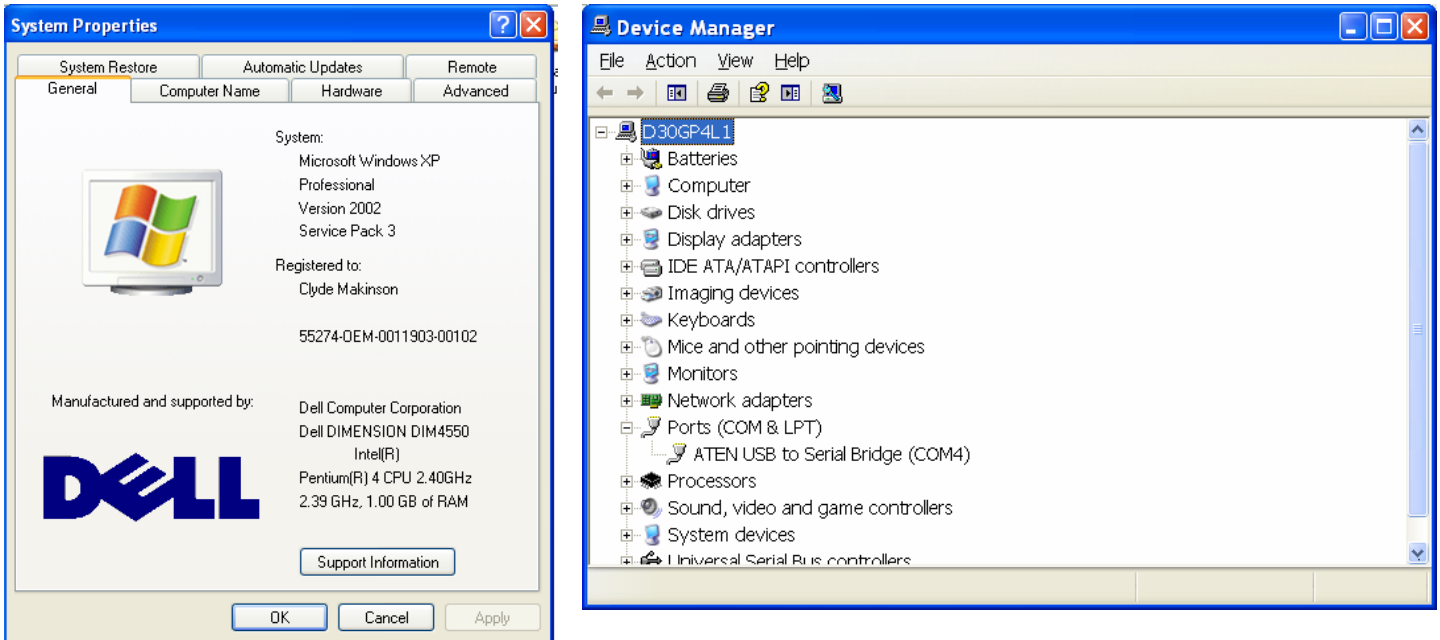 System Properties
System Restore Automatic Updates Remote
General Computer Name Hardware Advanced
System:
Microsoft Windows XP
Professional
Version 2002
Service Pack 3
Registered to:
Clyde Makinson
55274-OEM-0011903-00102
Manufactured and supported by:
Dell Computer Corporation
Dell DIMENSION DIM4550
Intel(R)
Pentium(R) 4 CPU 2.40GHz
2.39 GHz, 1.00 GB of RAM
DELL
Support Information
OK Cancel Apply
Device Manager
File Action View Help
D30GP4L1
Batteries
Computer
Disk drives
Display adapters
IDE ATA/ATAPI controllers
Imaging devices
Keyboards
Mice and other pointing devices
Monitors
Network adapters
Ports (COM & LPT)
ATEN USB to Serial Bridge (COM4)
Processors
Sound, video and game controllers
System devices
Universal Serial Bus controllers